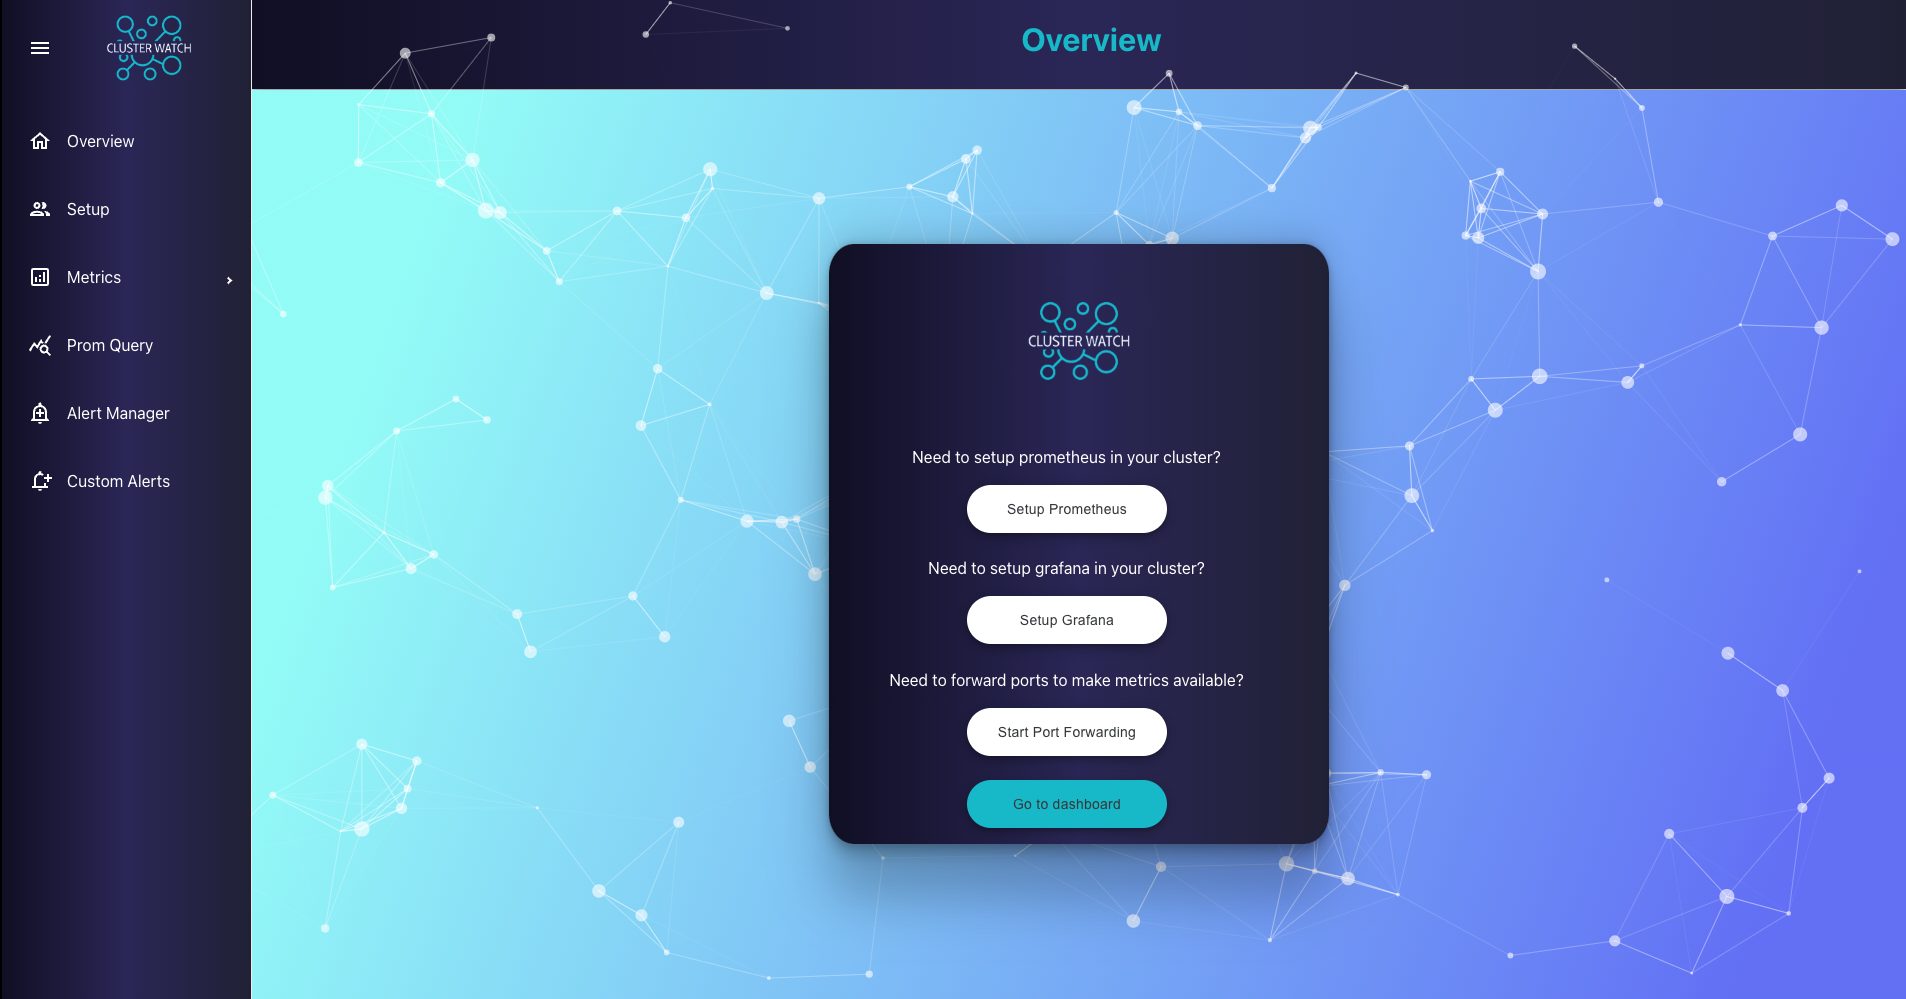 CLUSTER WATCH
Overview
Overview
Setup
Metrics
Prom Query
Alert Manager
Custom Alerts
CLUSTER WATCH
Need to setup prometheus in your cluster?
Setup Prometheus
Need to setup grafana in your cluster?
Setup Grafana
Need to forward ports to make metrics available?
Start Port Forwarding
Go to dashboard